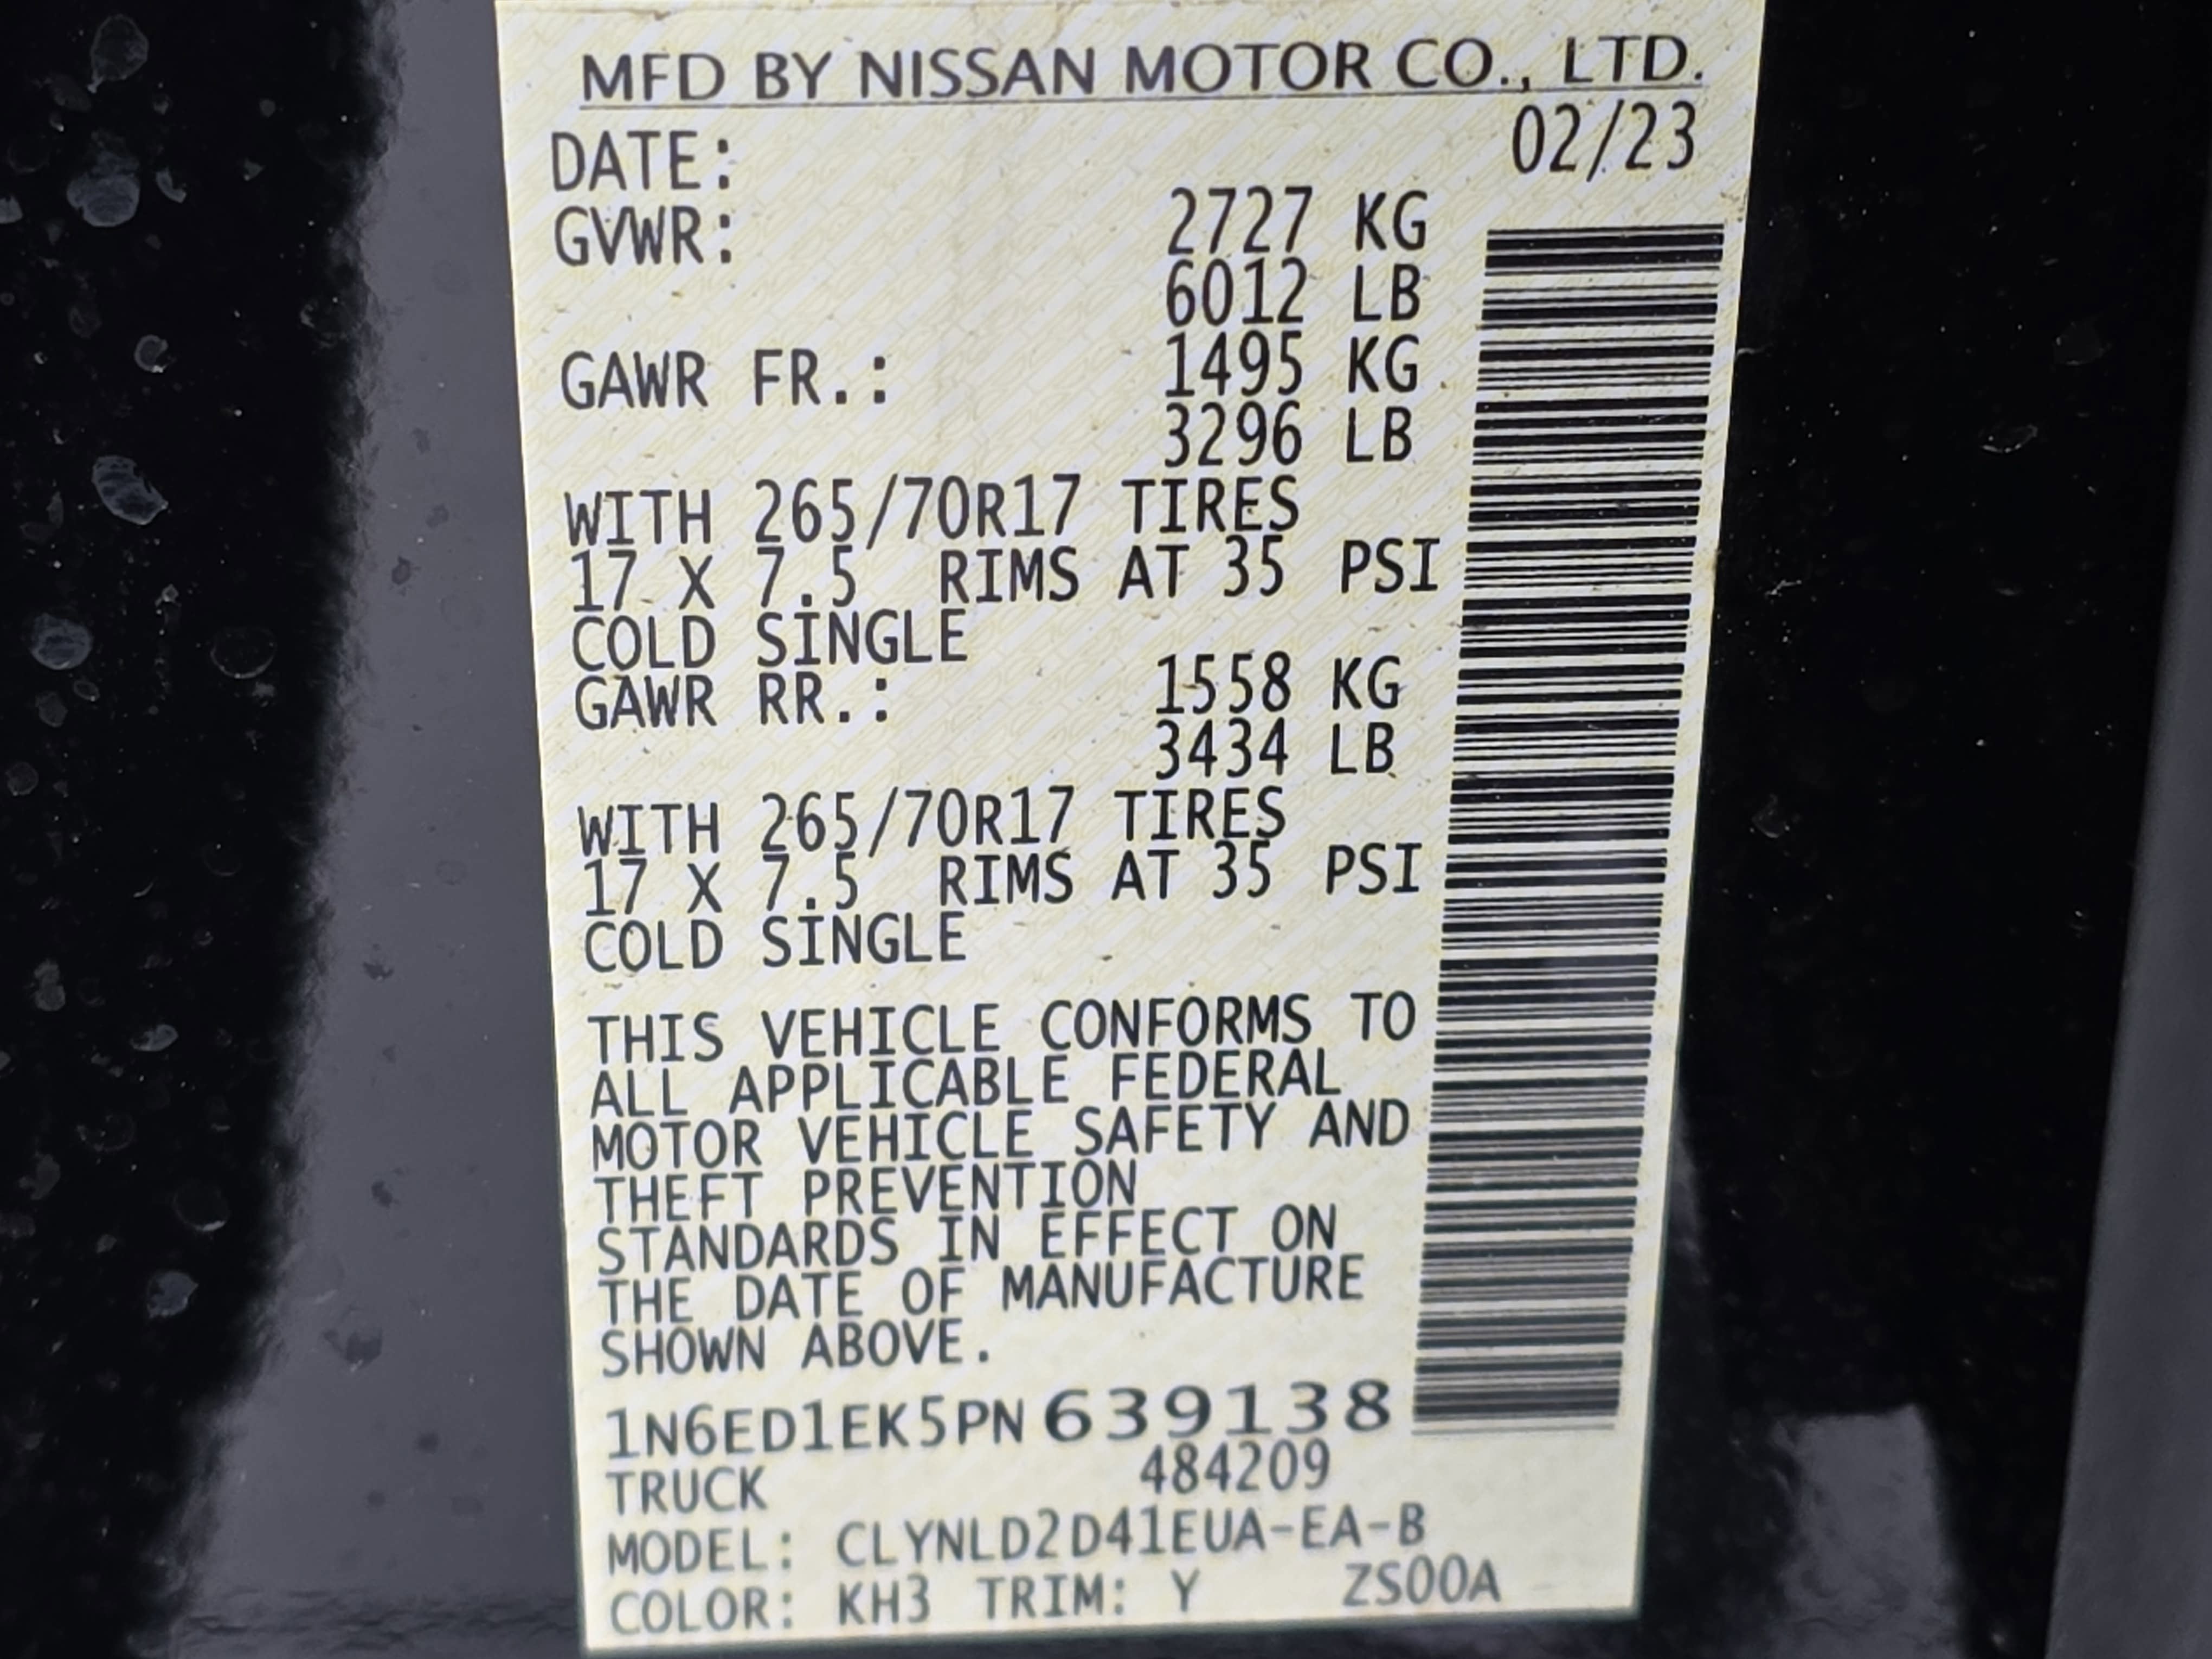 MFD BY NISSAN MOTOR CO., LTD.
DATE: 02/23
GVWR: 2727 KG
6012 LB
GAWR FR.: 1495 KG
3296 LB
WITH 265/70R17 TIRES
17 X 7.5 RIMS AT 35 PSI
COLD SINGLE
GAWR RR.: 1558 KG
3434 LB
WITH 265/70R17 TIRES
17 X 7.5 RIMS AT 35 PSI
COLD SINGLE
THIS VEHICLE CONFORMS TO
ALL APPLICABLE FEDERAL
MOTOR VEHICLE SAFETY AND
THEFT PREVENTION
STANDARDS IN EFFECT ON
THE DATE OF MANUFACTURE
SHOWN ABOVE.
1N6ED1EK5PN639138
TRUCK 484209
MODEL: CLYNLD2D41EUA-EA-B
COLOR: KH3 TRIM: Y ZS00A